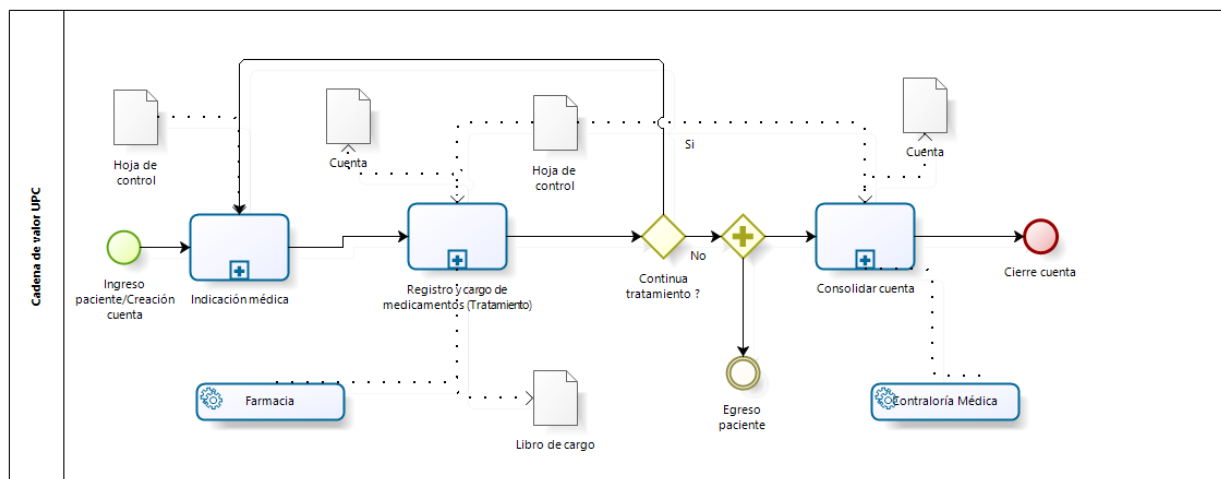 Cadena de valor UPC
Hoja de
control
Cuenta
Hoja de
control
Si
Cuenta
Ingreso
paciente/Creación
cuenta
Indicación médica
Registro y cargo de
medicamentos (Tratamiento)
Continua
tratamiento ?
No
Consolidar cuenta
Cierre cuenta
Farmacia
Libro de cargo
Egreso
paciente
Contraloría Médica